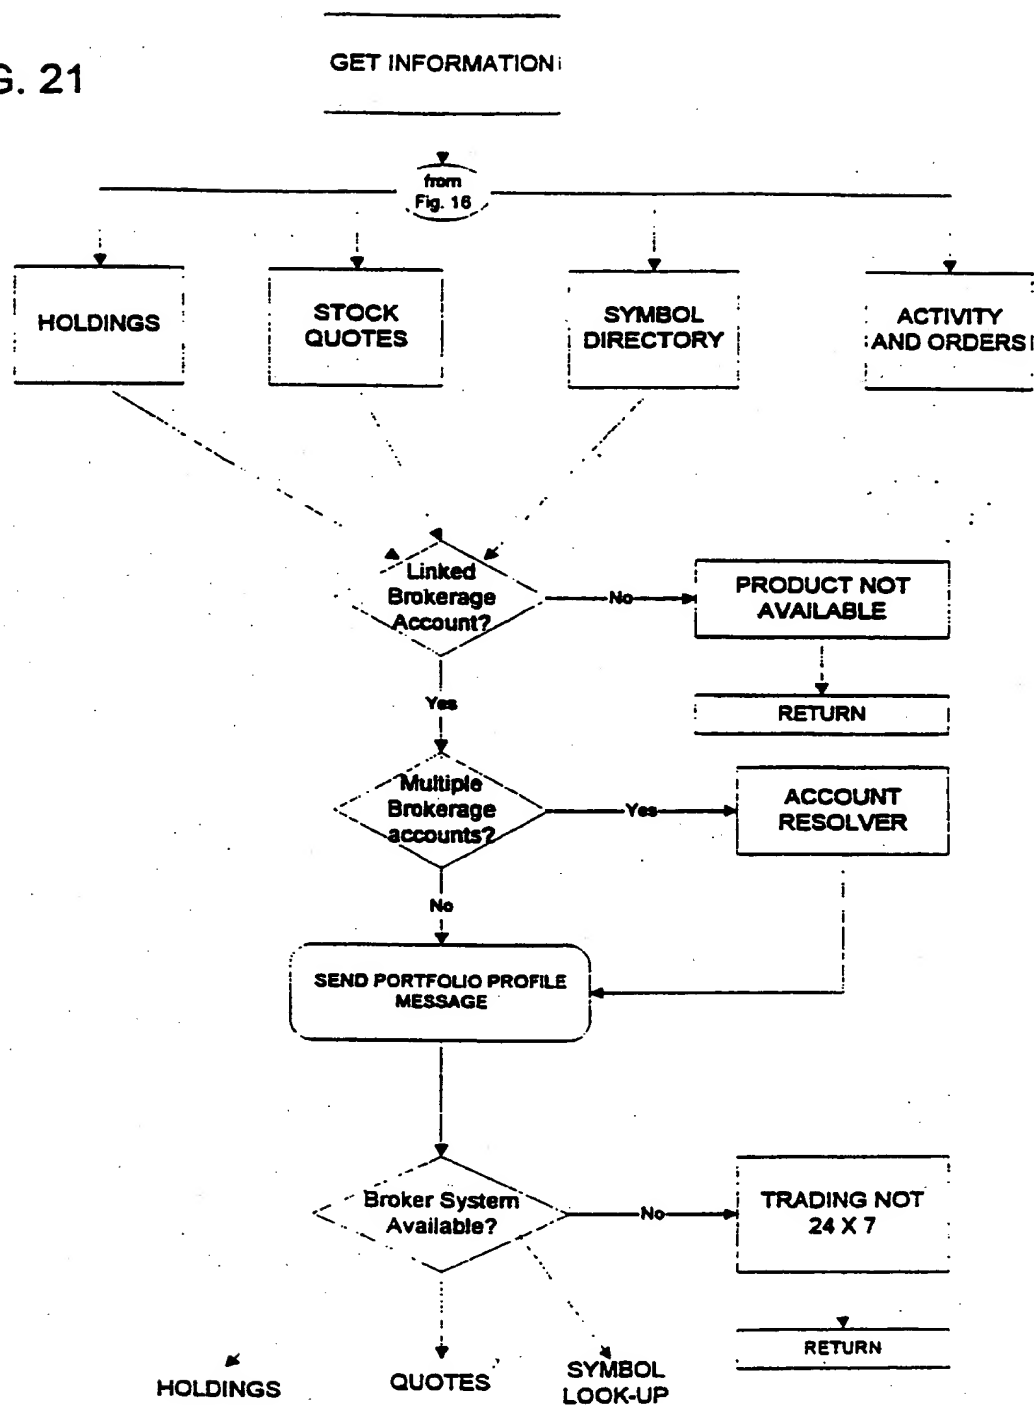 G. 21
GET INFORMATION
from
Fig. 16
HOLDINGS
STOCK
QUOTES
SYMBOL
DIRECTORY
ACTIVITY
AND ORDERS
Linked
Brokerage
Account?
No
PRODUCT NOT
AVAILABLE
Yes
RETURN
Multiple
Brokerage
accounts?
Yes
ACCOUNT
RESOLVER
No
SEND PORTFOLIO PROFILE
MESSAGE
Broker System
Available?
No
TRADING NOT
24 X 7
RETURN
HOLDINGS
QUOTES
SYMBOL
LOOK-UP